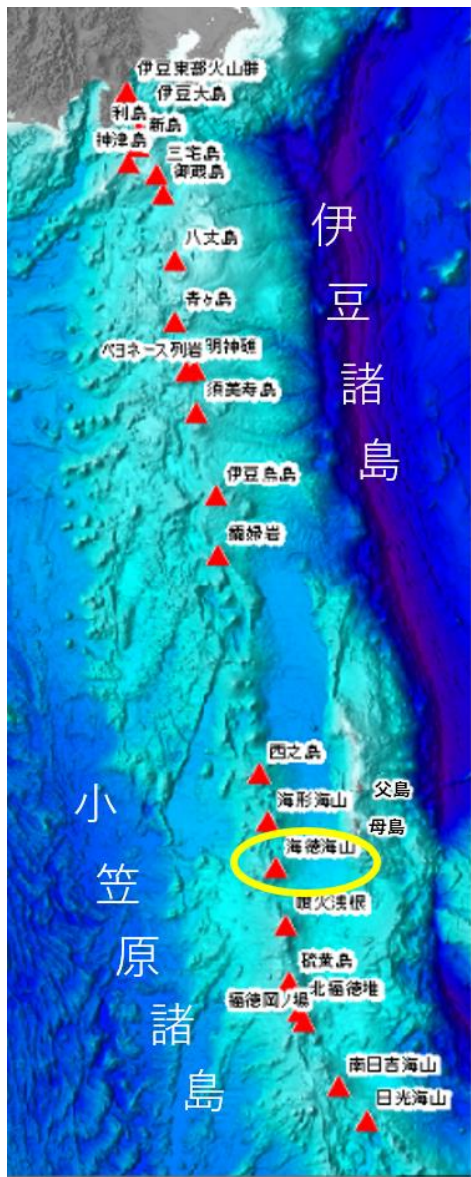 伊豆東部火山群
伊豆大島
利島
新島
神津島
三宅島
御蔵島
八丈島
青ヶ島
ベヨネース列岩
明神礁
須美寿島
伊豆鳥島
孀婦岩
伊豆諸島
西之島
海形海山
父島
母島
海徳海山
噴火浅根
硫黄島
北福徳堆
福徳岡ノ場
南日吉海山
日光海山
小笠原諸島